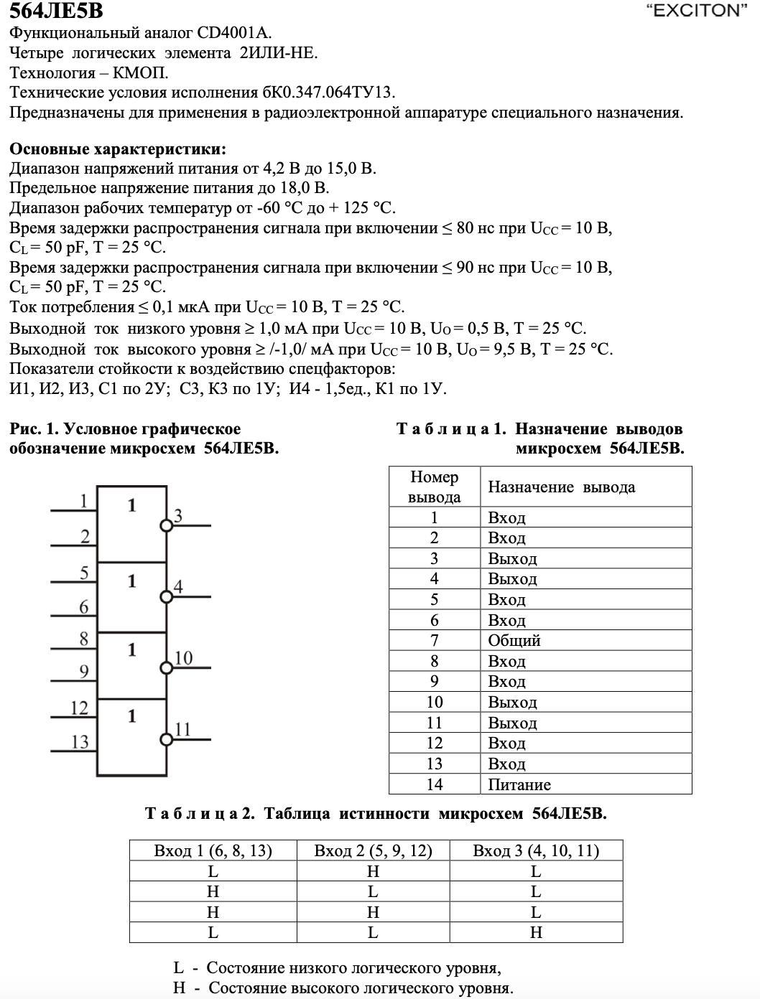 564ЛЕ5В
“EXCITON”
Функциональный аналог CD4001A.
Четыре логических элемента 2ИЛИ-НЕ.
Технология – КМОП.
Технические условия исполнения бК0.347.064ТУ13.
Предназначены для применения в радиоэлектронной аппаратуре специального назначения.
Основные характеристики:
Диапазон напряжений питания от 4,2 В до 15,0 В.
Предельное напряжение питания до 18,0 В.
Диапазон рабочих температур от -60 °С до + 125 °С.
Время задержки распространения сигнала при включении ≤ 80 нс при UCC = 10 В,
CL= 50 pF, T = 25 °С.
Время задержки распространения сигнала при включении ≤ 90 нс при UCC = 10 В,
CL= 50 pF, T = 25 °С.
Ток потребления ≤ 0,1 мкА при UCC = 10 В, T = 25 °С.
Выходной ток низкого уровня ≥ 1,0 мА при UCC = 10 В, UO = 0,5 В, T = 25 °С.
Выходной ток высокого уровня ≥ /-1,0/ мА при UCC = 10 В, UO = 9,5 В, T = 25 °С.
Показатели стойкости к воздействию спецфакторов:
И1, И2, И3, С1 по 2У; С3, К3 по 1У; И4 - 1,5ед., К1 по 1У.
Рис. 1. Условное графическое
обозначение микросхем 564ЛЕ5В.
1
1
3
2
5
1
4
6
8
1
10
9
12
1
11
13
Т а б л и ц а 1. Назначение выводов
микросхем 564ЛЕ5В.
Номер
вывода
Назначение вывода
1 Вход
2 Вход
3 Выход
4 Выход
5 Вход
6 Вход
7 Общий
8 Вход
9 Вход
10 Выход
11 Выход
12 Вход
13 Вход
14 Питание
Т а б л и ц а 2. Таблица истинности микросхем 564ЛЕ5В.
Вход 1 (6, 8, 13) Вход 2 (5, 9, 12) Вход 3 (4, 10, 11)
L H L
H L L
H H L
L L H
L - Состояние низкого логического уровня,
H - Состояние высокого логического уровня.